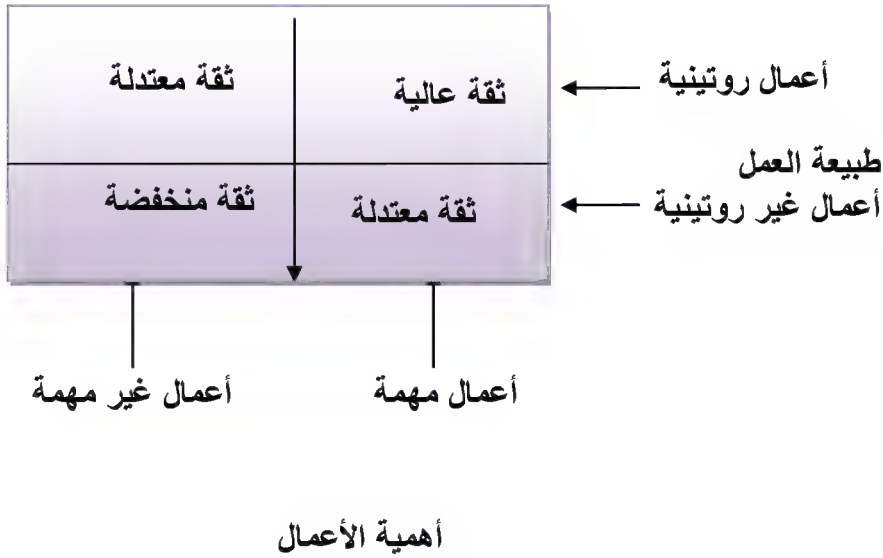 أعمال روتينية
ثقة عالية
ثقة معتدلة
طبيعة العمل
أعمال غير روتينية
ثقة معتدلة
ثقة منخفضة
أعمال مهمة
أعمال غير مهمة
أهمية الأعمال